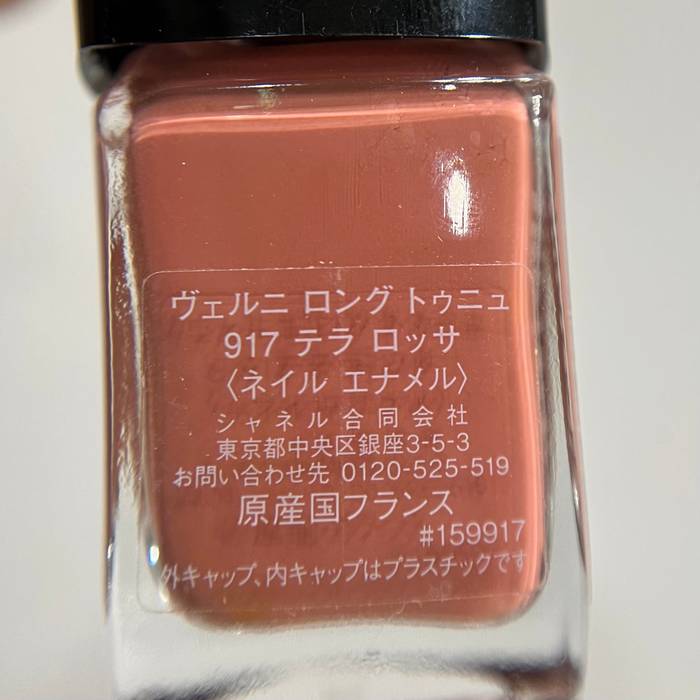 ヴェルニ ロング トゥニュ
917 テラ ロッサ
〈ネイル エナメル〉
シャネル合同会社
東京都中央区銀座3-5-3
お問い合わせ先 0120-525-519
原産国フランス
#159917
外キャップ、内キャップはプラスチックです